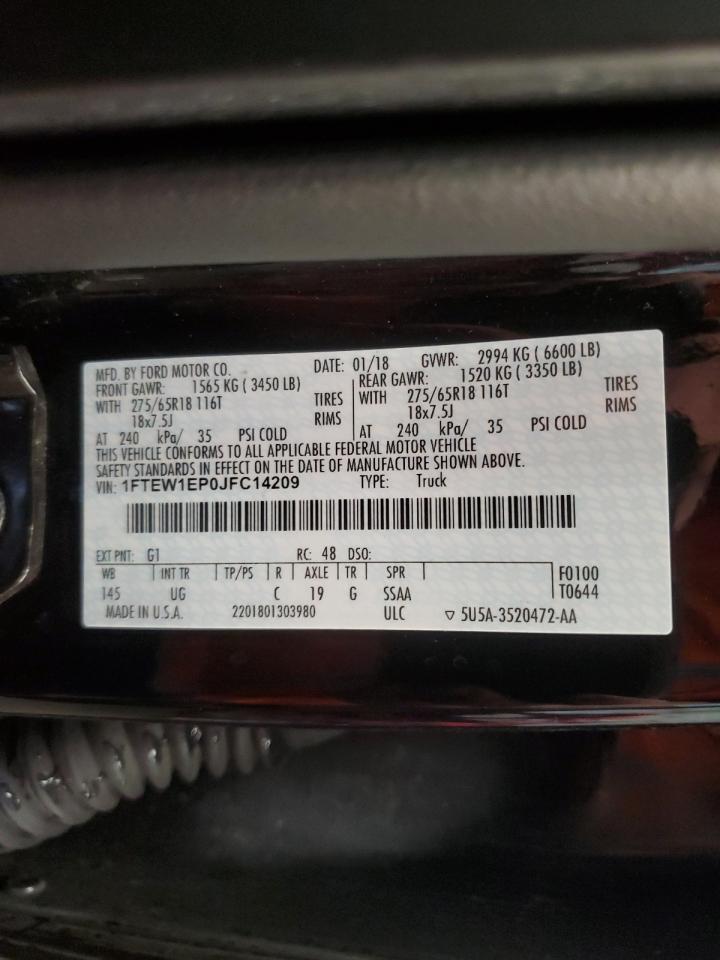 MFD. BY FORD MOTOR CO. DATE: 01/18 GVWR: 2994 KG ( 6600 LB)
FRONT GAWR: 1565 KG ( 3450 LB) REAR GAWR: 1520 KG ( 3350 LB)
WITH 275/65R18 116T TIRES WITH 275/65R18 116T TIRES
18x7.5J RIMS 18x7.5J RIMS
AT 240 kPa/ 35 PSI COLD AT 240 kPa/ 35 PSI COLD
THIS VEHICLE CONFORMS TO ALL APPLICABLE FEDERAL MOTOR VEHICLE
SAFETY STANDARDS IN EFFECT ON THE DATE OF MANUFACTURE SHOWN ABOVE.
VIN: 1FTEW1EP0JFC14209 TYPE: Truck
EXT PNT: G1 RC: 48 DSO:
WB INT TR TP/PS R AXLE TR SPR F0100
145 UG C 19 G SSAA T0644
MADE IN U.S.A. 2201801303980 ULC ▽ 5U5A-3520472-AA